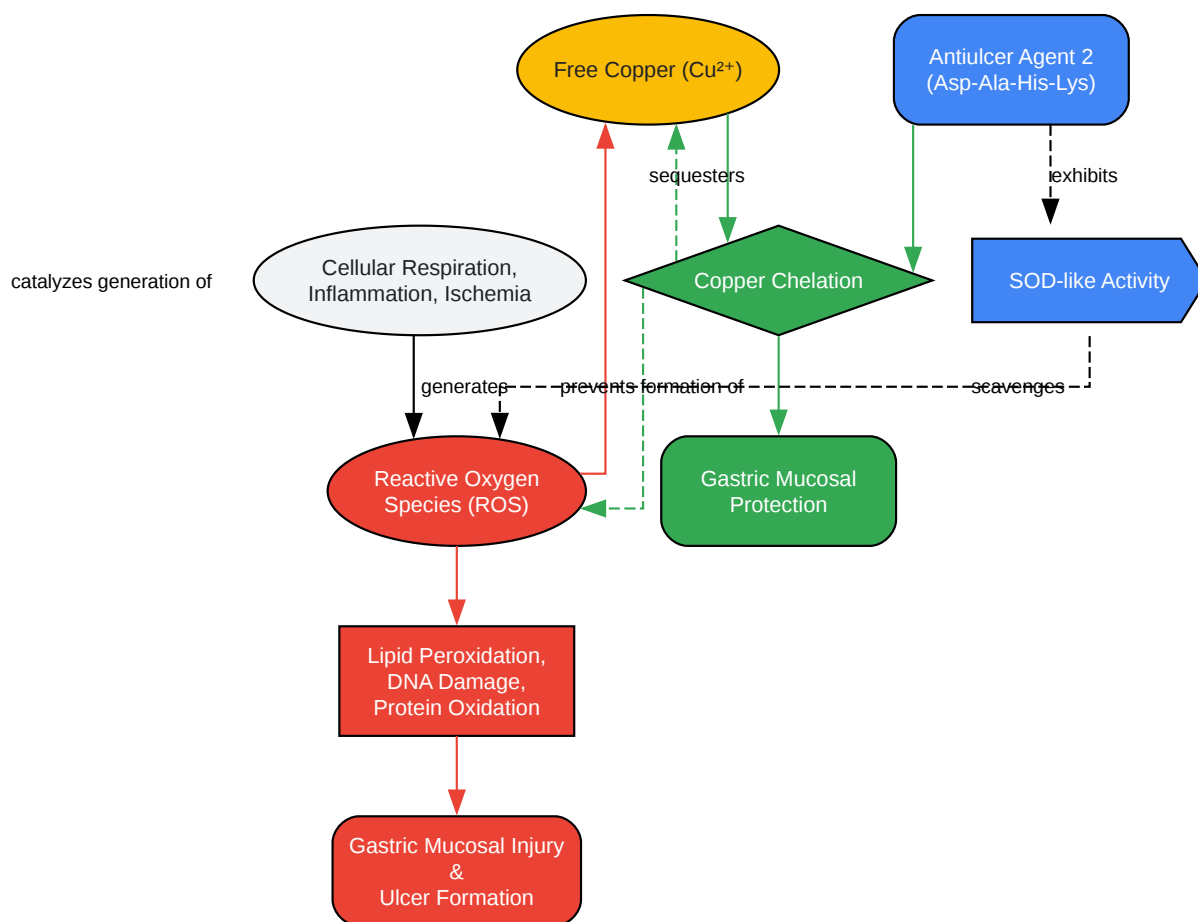 Free Copper (Cu²⁺)
Antiulcer Agent 2
(Asp-Ala-His-Lys)
sequesters
exhibits
catalyzes generation of
Cellular Respiration,
Inflammation, Ischemia
Copper Chelation
SOD-like Activity
generates
prevents formation of
scavenges
Reactive Oxygen
Species (ROS)
Gastric Mucosal
Protection
Lipid Peroxidation,
DNA Damage,
Protein Oxidation
Gastric Mucosal Injury
&
Ulcer Formation